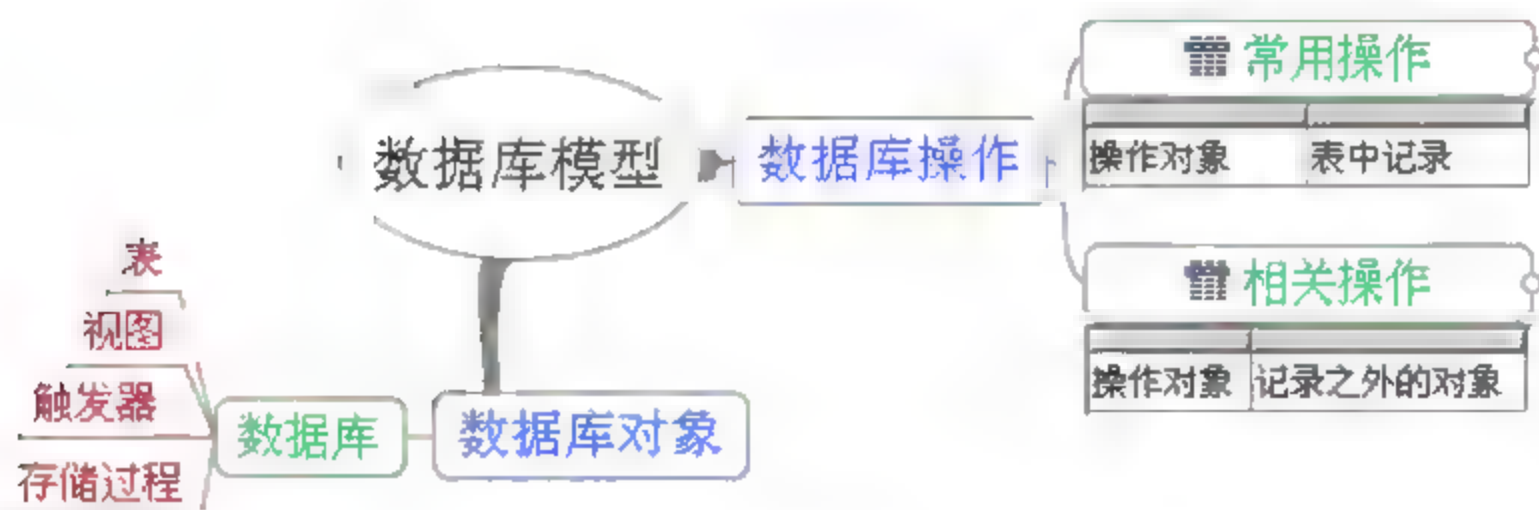 常用操作
操作对象 表中记录
数据库模型 数据库操作
相关操作
操作对象 记录之外的对象
表
视图
触发器
存储过程
数据库 数据库对象